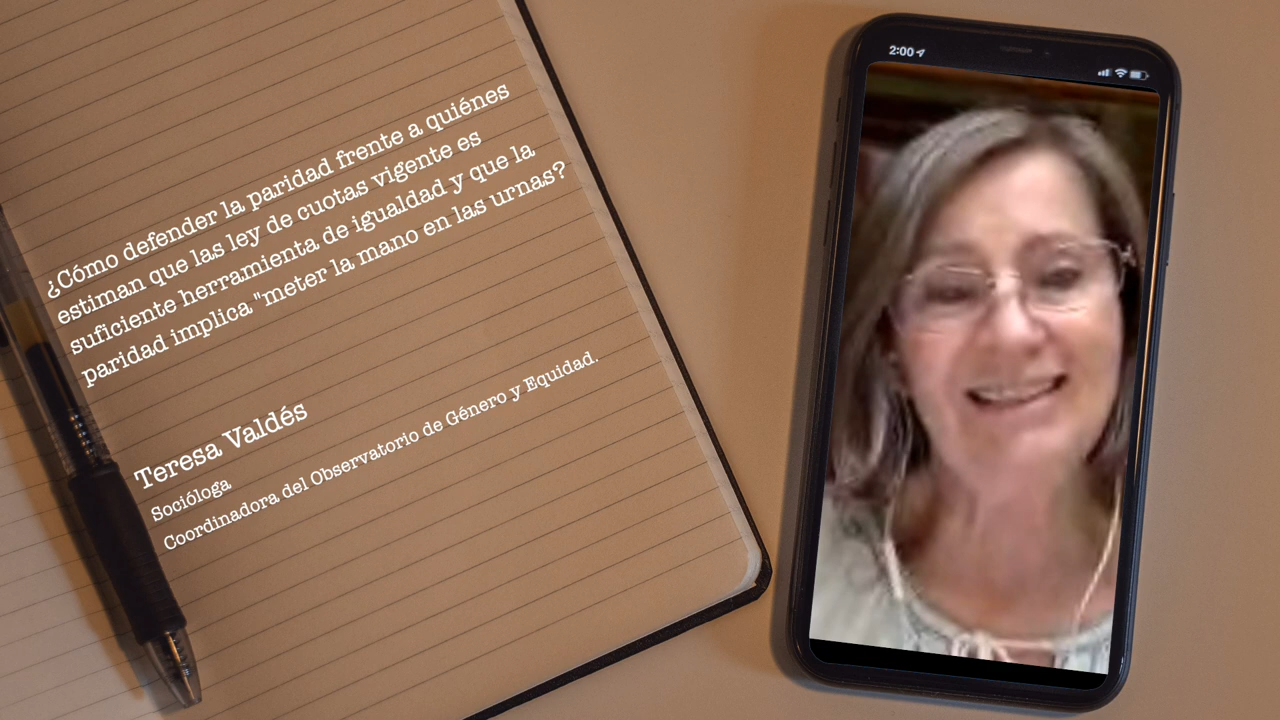 ¿Cómo defender la paridad frente a quiénes
estiman que las ley de cuotas vigente es
suficiente herramienta de igualdad y que la
paridad implica "meter la mano en las urnas?
Teresa Valdés
Socióloga
Coordinadora del Observatorio de Género y Equidad.
2:00